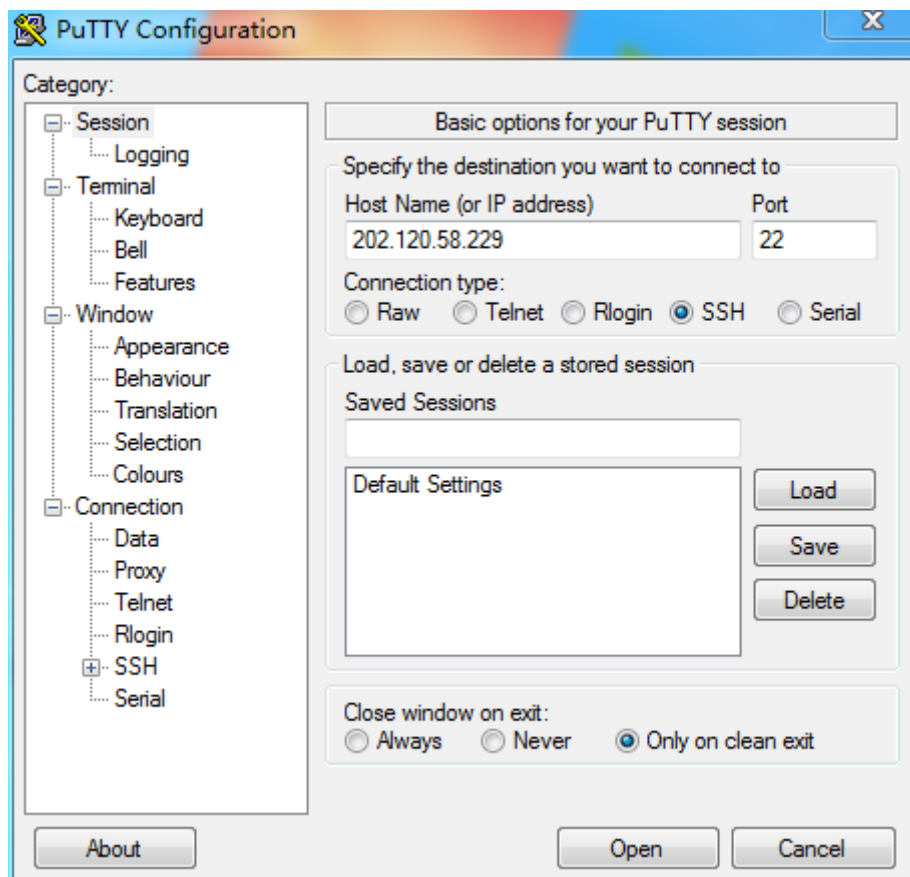 PuTTY Configuration
Category:
Session
Logging
Terminal
Keyboard
Bell
Features
Window
Appearance
Behaviour
Translation
Selection
Colours
Connection
Data
Proxy
Telnet
Rlogin
SSH
Serial
Basic options for your PuTTY session
Specify the destination you want to connect to
Host Name (or IP address) Port
202.120.58.229 22
Connection type:
Raw Telnet Rlogin SSH Serial
Load, save or delete a stored session
Saved Sessions
Default Settings
Load
Save
Delete
Close window on exit:
Always Never Only on clean exit
About Open Cancel